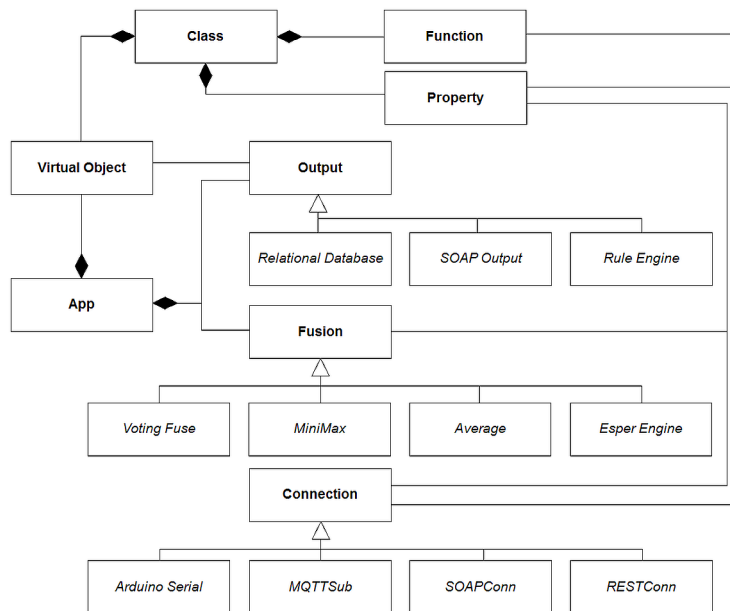 Class
Function
Property
Virtual Object
Output
Relational Database
SOAP Output
Rule Engine
App
Fusion
Voting Fuse
MiniMax
Average
Esper Engine
Connection
Arduino Serial
MQTTSub
SOAPConn
RESTConn